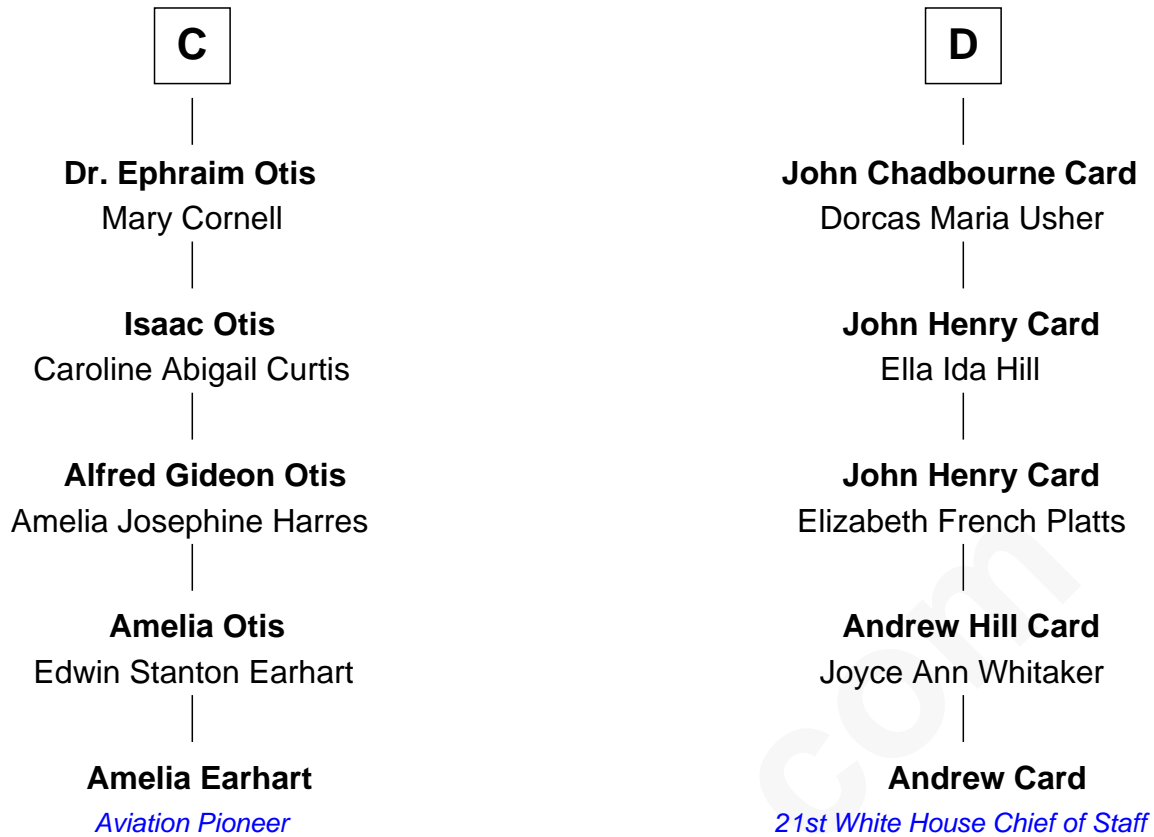 C
Dr. Ephraim Otis
Mary Cornell
Isaac Otis
Caroline Abigail Curtis
Alfred Gideon Otis
Amelia Josephine Harres
Amelia Otis
Edwin Stanton Earhart
Amelia Earhart
Aviation Pioneer
D
John Chadbourne Card
Dorcas Maria Usher
John Henry Card
Ella Ida Hill
John Henry Card
Elizabeth French Platts
Andrew Hill Card
Joyce Ann Whitaker
Andrew Card
21st White House Chief of Staff
com